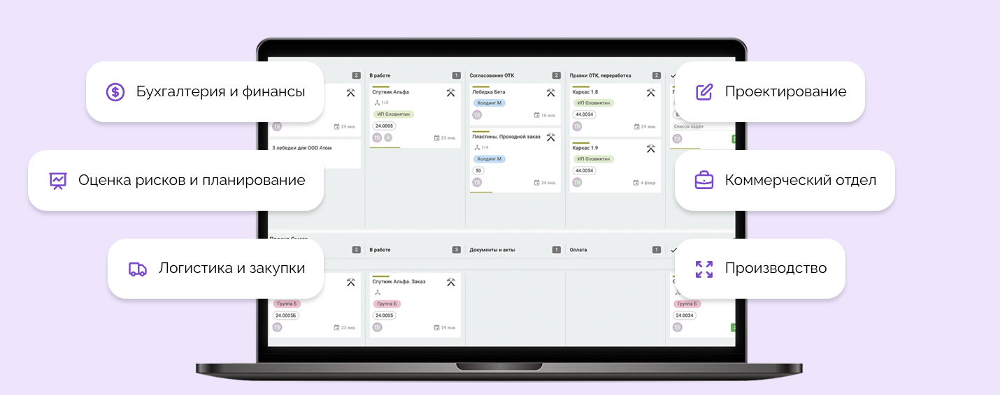 Бухгалтерия и финансы
Оценка рисков и планирование
Логистика и закупки
Проектирование
Коммерческий отдел
Производство
2
29 янв.
3 лебедки для ООО Атом
В работе
1
Спутник Альфа
1/3
ИП Оловнятин
24.0005
TR
A
23 янв.
Согласование ОТК
2
Лебедка Бета
Холдинг М
TR
16 янв.
Пластины. Проходной заказ
1/4
Холдинг М
50
TR
24 янв.
Правки ОТК, переработка
2
Каркас 1.8
ИП Оловнятин
44.0054
TR
29 янв.
Каркас 1.9
ИП Оловнятин
44.0054
TR
4 февр.
Список задач
TR
2
Группа Б
24.0005Б
TR
23 янв.
В работе
3
Спутник Альфа. Заказ
Группа Б
24.0005
TR
29 янв.
Документы и акты
1
Оплата
1
Группа Б
24.0034
TR